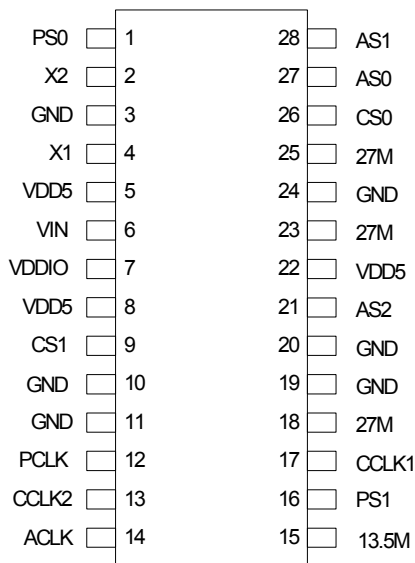 PS0 1 28 AS1
X2 2 27 AS0
GND 3 26 CS0
X1 4 25 27M
VDD5 5 24 GND
VIN 6 23 27M
VDDIO 7 22 VDD5
VDD5 8 21 AS2
CS1 9 20 GND
GND 10 19 GND
GND 11 18 27M
PCLK 12 17 CCLK1
CCLK2 13 16 PS1
ACLK 14 15 13.5M